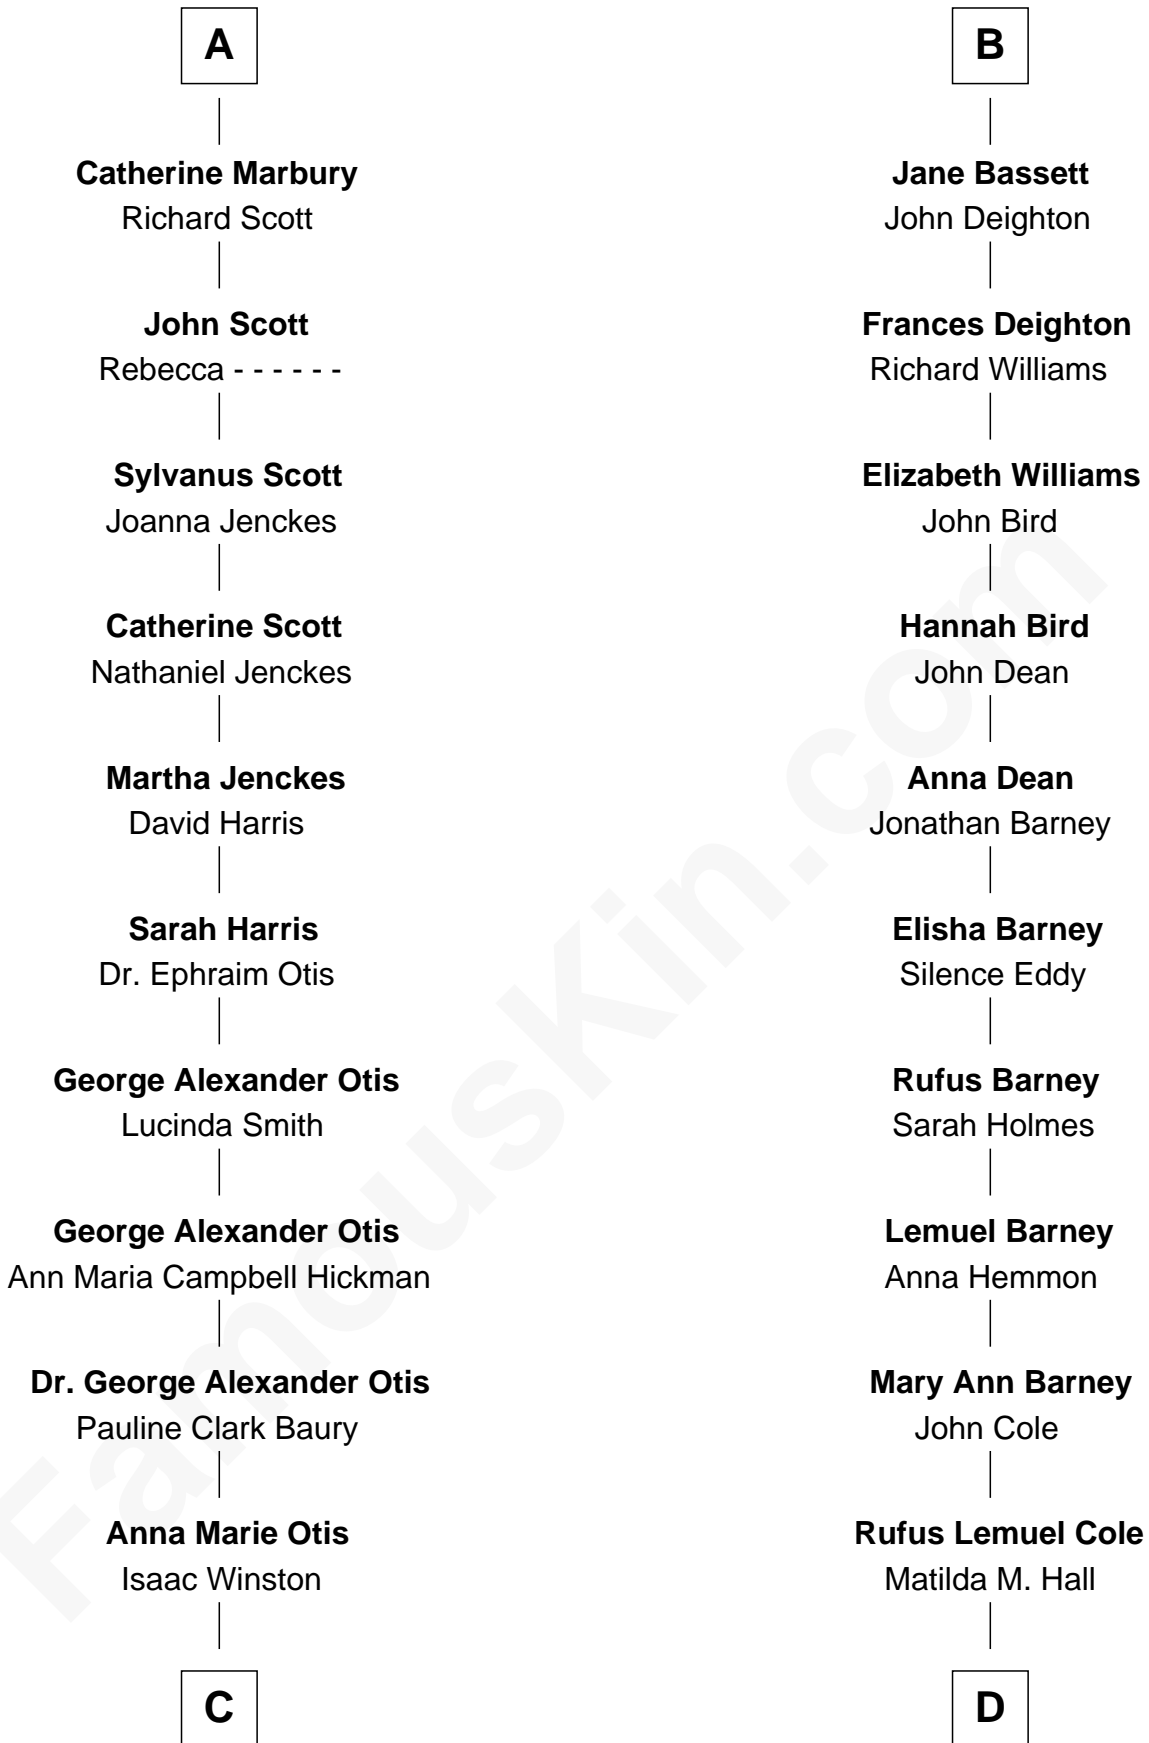 A
Catherine Marbury
Richard Scott
John Scott
Rebecca - - - - - -
Sylvanus Scott
Joanna Jenckes
Catherine Scott
Nathaniel Jenckes
Martha Jenckes
David Harris
Sarah Harris
Dr. Ephraim Otis
George Alexander Otis
Lucinda Smith
George Alexander Otis
Ann Maria Campbell Hickman
Dr. George Alexander Otis
Pauline Clark Baury
Anna Marie Otis
Isaac Winston
C
B
Jane Bassett
John Deighton
Frances Deighton
Richard Williams
Elizabeth Williams
John Bird
Hannah Bird
John Dean
Anna Dean
Jonathan Barney
Elisha Barney
Silence Eddy
Rufus Barney
Sarah Holmes
Lemuel Barney
Anna Hemmon
Mary Ann Barney
John Cole
Rufus Lemuel Cole
Matilda M. Hall
D
FamousKin.com